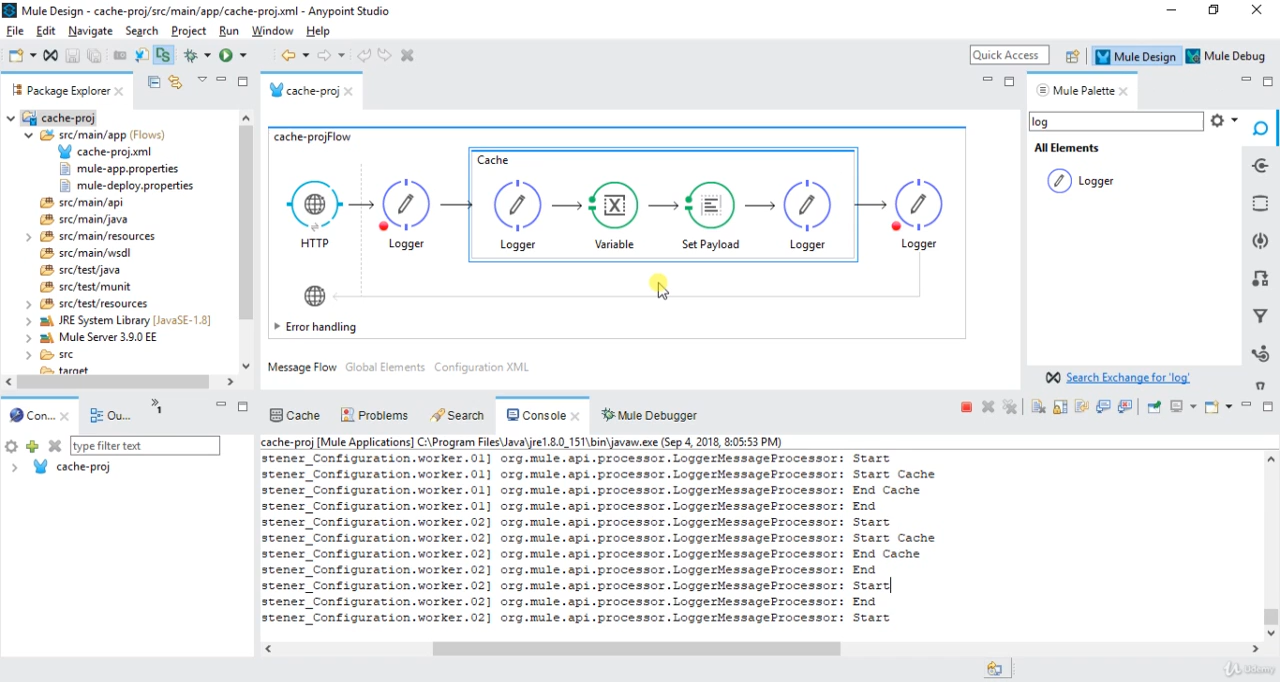 Mule Design - cache-proj/src/main/app/cache-proj.xml - Anypoint Studio
File Edit Navigate Search Project Run Window Help
Quick Access
Mule Design
Mule Debug
Package Explorer
cache-proj
src/main/app (Flows)
cache-proj.xml
mule-app.properties
mule-deploy.properties
src/main/api
src/main/java
src/main/resources
src/main/wsdl
src/test/java
src/test/munit
src/test/resources
JRE System Library [JavaSE-1.8]
Mule Server 3.9.0 EE
src
target
cache-proj
cache-projFlow
Cache
HTTP
Logger
Logger
Variable
Set Payload
Logger
Logger
Error handling
Message Flow Global Elements Configuration XML
Mule Palette
log
All Elements
Logger
Search Exchange for 'log'
Con...
Ou...
1
type filter text
cache-proj
Cache
Problems
Search
Console
Mule Debugger
cache-proj [Mule Applications] C:\Program Files\Java\jre1.8.0_151\bin\javaw.exe (Sep 4, 2018, 8:05:53 PM)
stener_Configuration.worker.01] org.mule.api.processor.LoggerMessageProcessor: Start
stener_Configuration.worker.01] org.mule.api.processor.LoggerMessageProcessor: Start Cache
stener_Configuration.worker.01] org.mule.api.processor.LoggerMessageProcessor: End Cache
stener_Configuration.worker.01] org.mule.api.processor.LoggerMessageProcessor: End
stener_Configuration.worker.02] org.mule.api.processor.LoggerMessageProcessor: Start
stener_Configuration.worker.02] org.mule.api.processor.LoggerMessageProcessor: Start Cache
stener_Configuration.worker.02] org.mule.api.processor.LoggerMessageProcessor: End Cache
stener_Configuration.worker.02] org.mule.api.processor.LoggerMessageProcessor: End
stener_Configuration.worker.02] org.mule.api.processor.LoggerMessageProcessor: Start
stener_Configuration.worker.02] org.mule.api.processor.LoggerMessageProcessor: End
stener_Configuration.worker.02] org.mule.api.processor.LoggerMessageProcessor: Start
Udemy